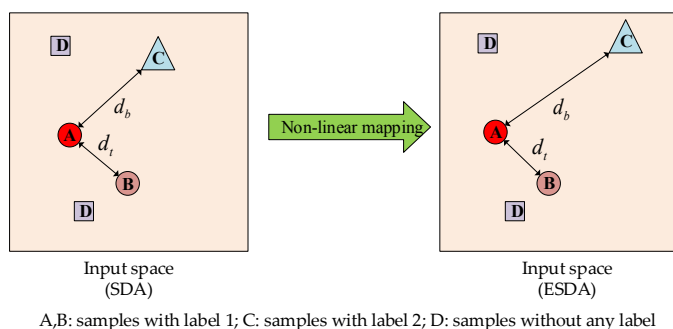 D
C
d_b
A
d_t
B
D
Input space
(SDA)
Non-linear mapping
D
C
d_b
A
d_t
B
D
Input space
(ESDA)
A,B: samples with label 1; C: samples with label 2; D: samples without any label